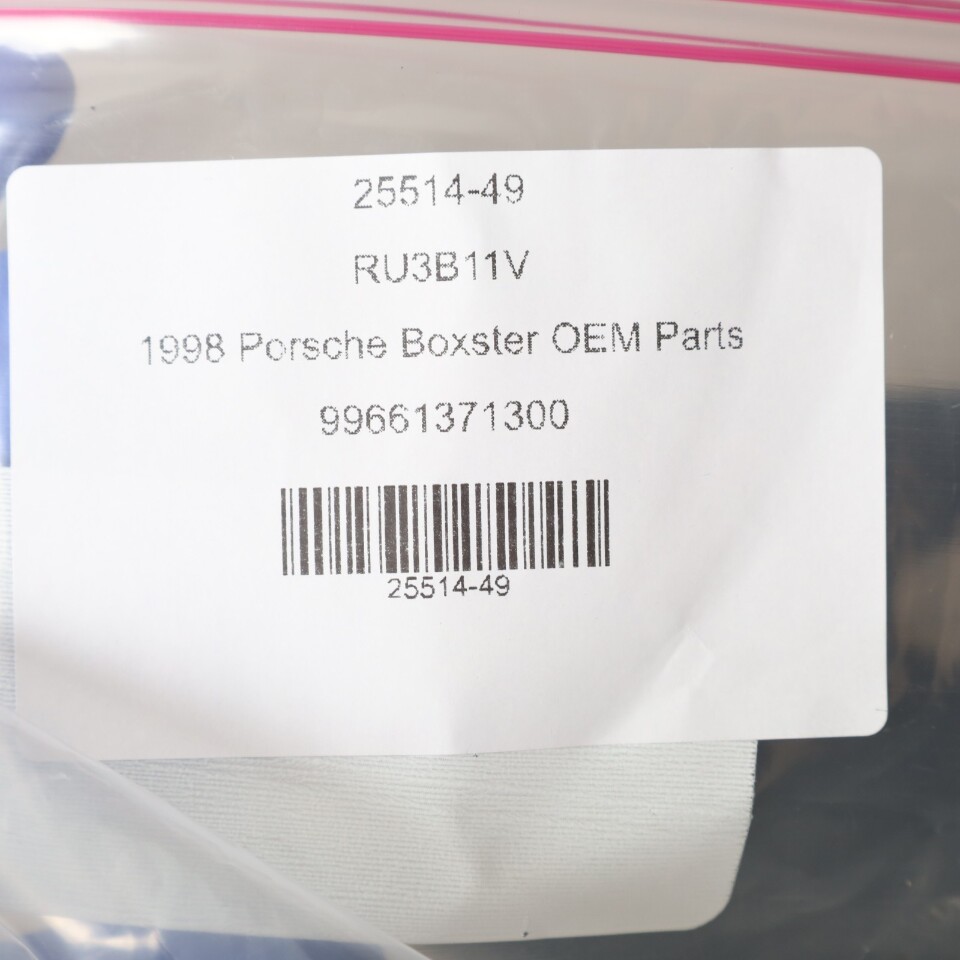 25514-49
RU3B11V
1998 Porsche Boxster OEM Parts
99661371300
25514-49